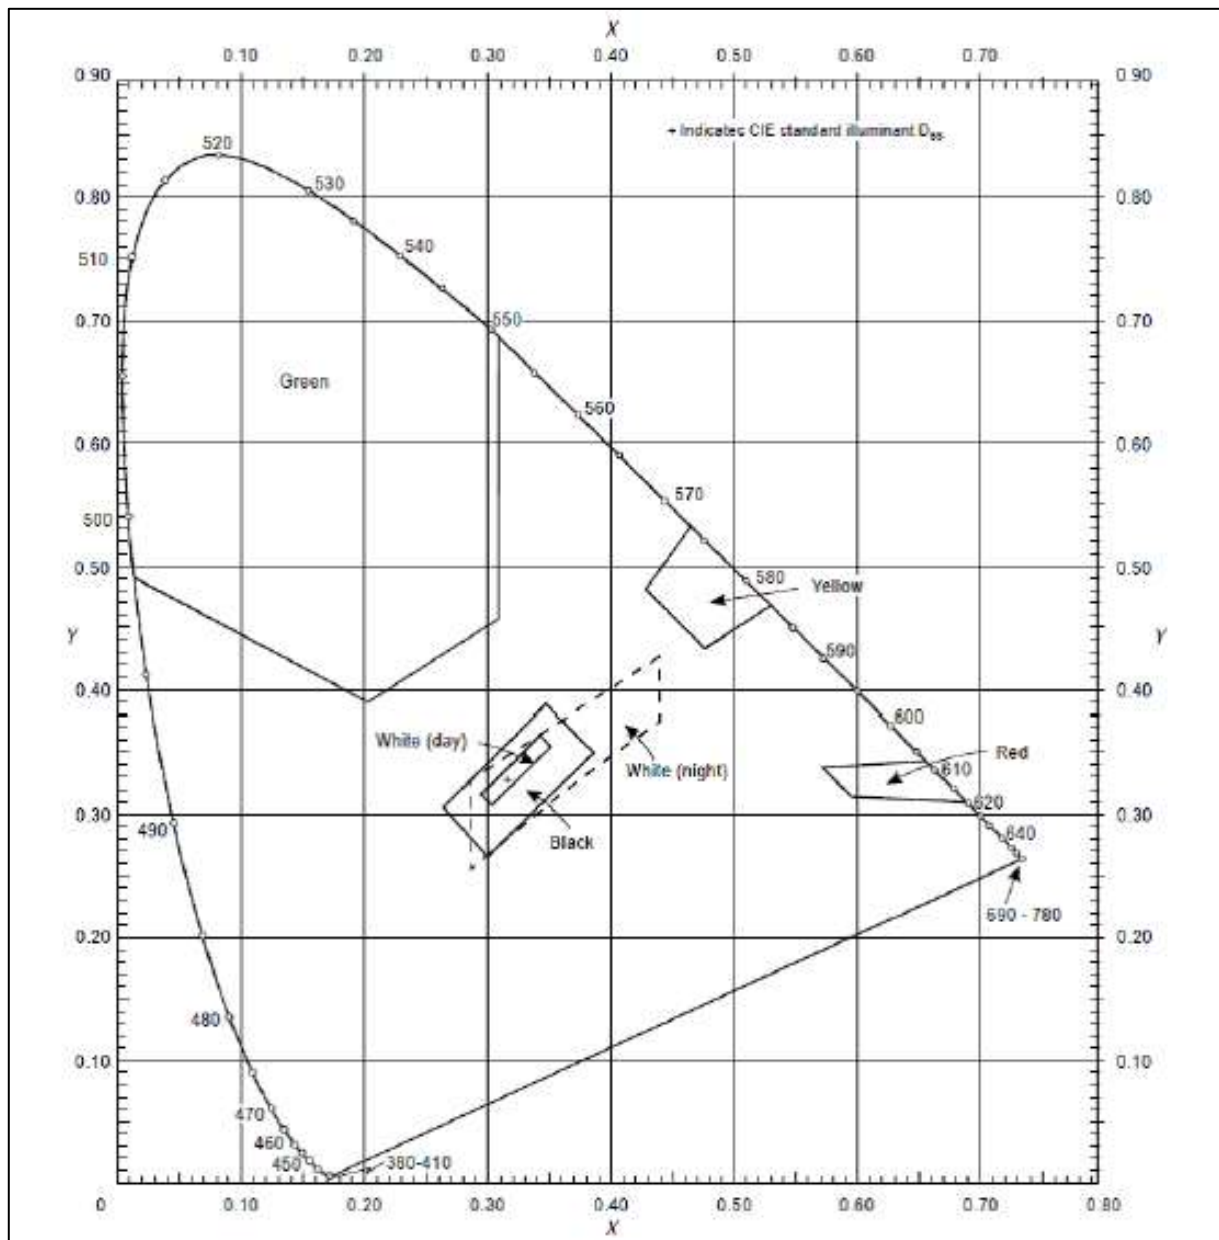 X
0.10 0.20 0.30 0.40 0.50 0.60 0.70
0.90 0.90
+ Indicates CIE standard illuminant D65
520
530
0.80 0.80
540
510
550
0.70 0.70
Green
560
0.60 0.60
570
500
0.50 580 0.50
Yellow
Y Y
590
0.40 0.40
600
White (day)
Red
White (night) 610
0.30 620 0.30
490 Black 640
690 - 780
0.20 0.20
480
0.10 0.10
470
460
450 380-410
0 0.10 0.20 0.30 0.40 0.50 0.60 0.70 0.80
X